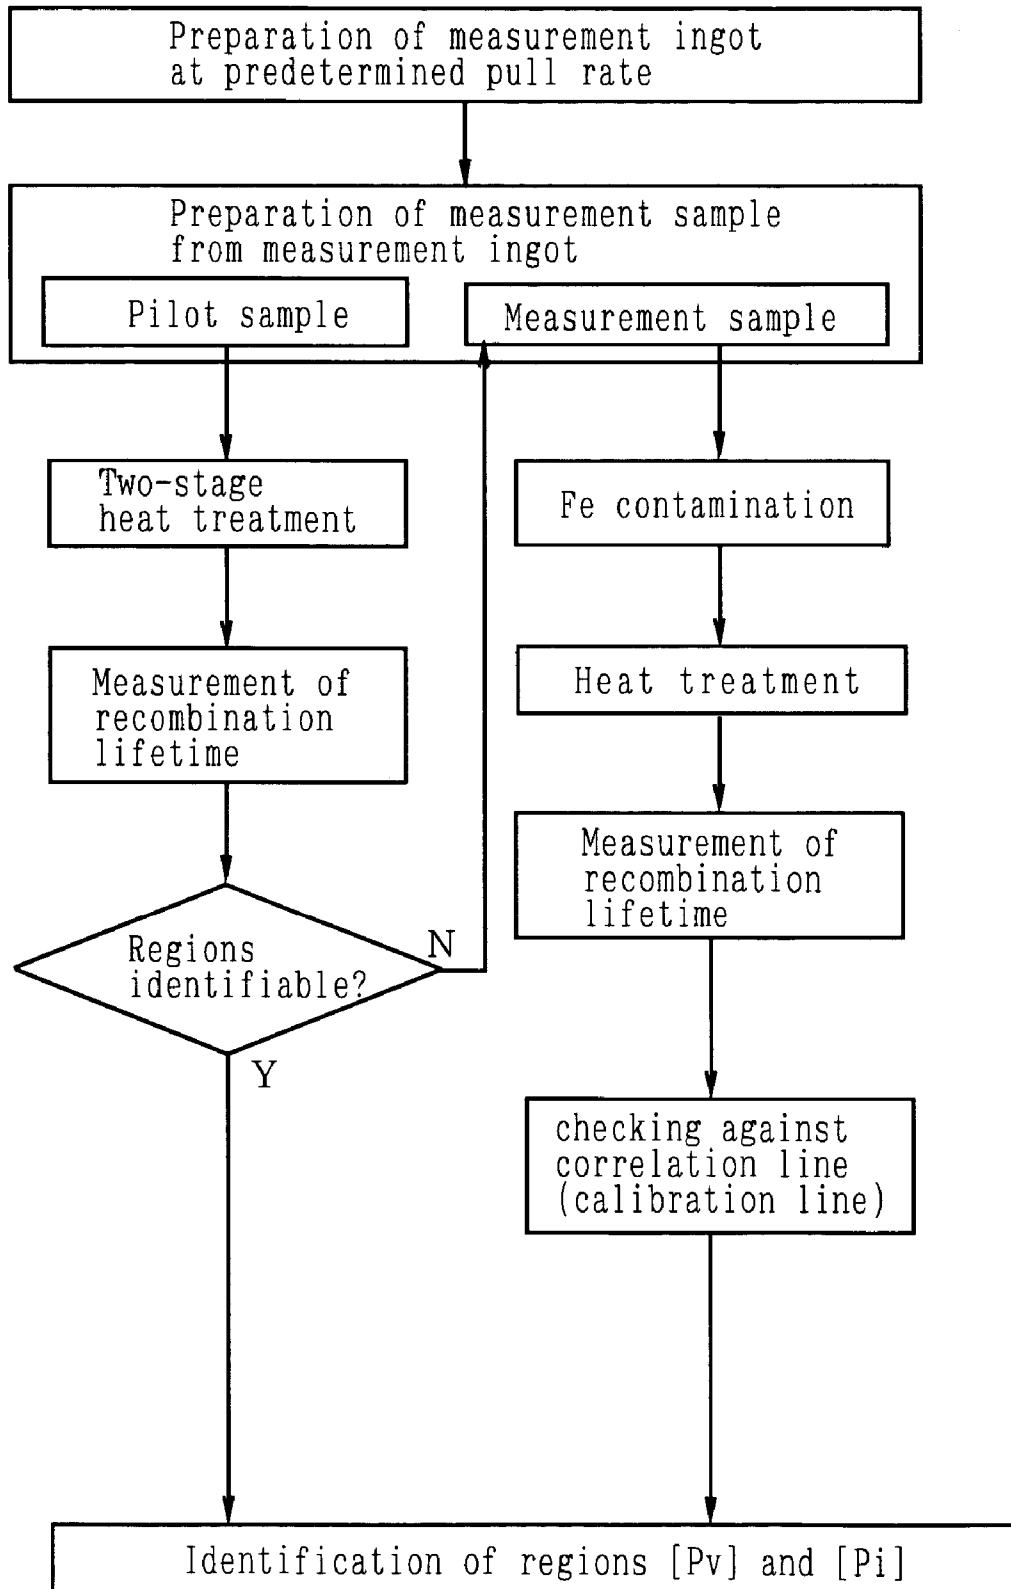 Preparation of measurement ingot
at predetermined pull rate
Preparation of measurement sample
from measurement ingot
Pilot sample
Measurement sample
Two-stage
heat treatment
Fe contamination
Measurement of
recombination
lifetime
Heat treatment
Measurement of
recombination
lifetime
Regions
identifiable?
N
Y
checking against
correlation line
(calibration line)
Identification of regions [Pv] and [Pi]